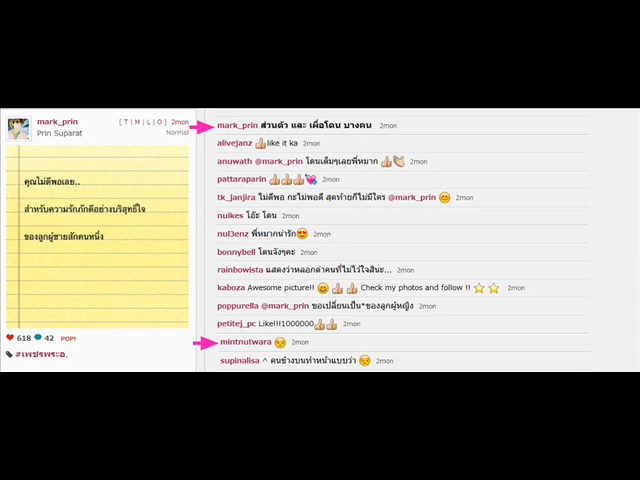 mark_prin
[ T | M | L | O ] 2mon
Prin Suparat
Normal
คุณไม่ดีพอเลย..
สำหรับความรักภักดีอย่างบริสุทธิ์ใจ
ของลูกผู้ชายสักคนหนึ่ง
618 42 POP!
#เพชรพระอ,
mark_prin ส่วนตัว และ เผื่อโดน บางคน 2mon
alivejanz like it ka 2mon
anuwath @mark_prin โดนเต็มๆเลยพี่หมาก 2mon
pattaraparin 2mon
tk_janjira ไม่ดีพอ กะไม่พอดี สุดท้ายก็ไม่มีใคร @mark_prin 2mon
nuikes โอ๊ะ โดน 2mon
nul3enz พี่หมากน่ารัก 2mon
bonnybell โดนจังๆคะ 2mon
rainbowista แสดงว่าหลอกด่าคนที่ไม่ไว้ใจสินะ... 2mon
kaboza Awesome picture!! Check my photos and follow !! 2mon
poppurella @mark_prin ขอเปลี่ยนเป็น*ของลูกผู้หญิง 2mon
petitej_pc Like!!!1000000 2mon
mintnutwara 2mon
supinalisa ^ คนข้างบนทำหน้าแบบว่า 2mon